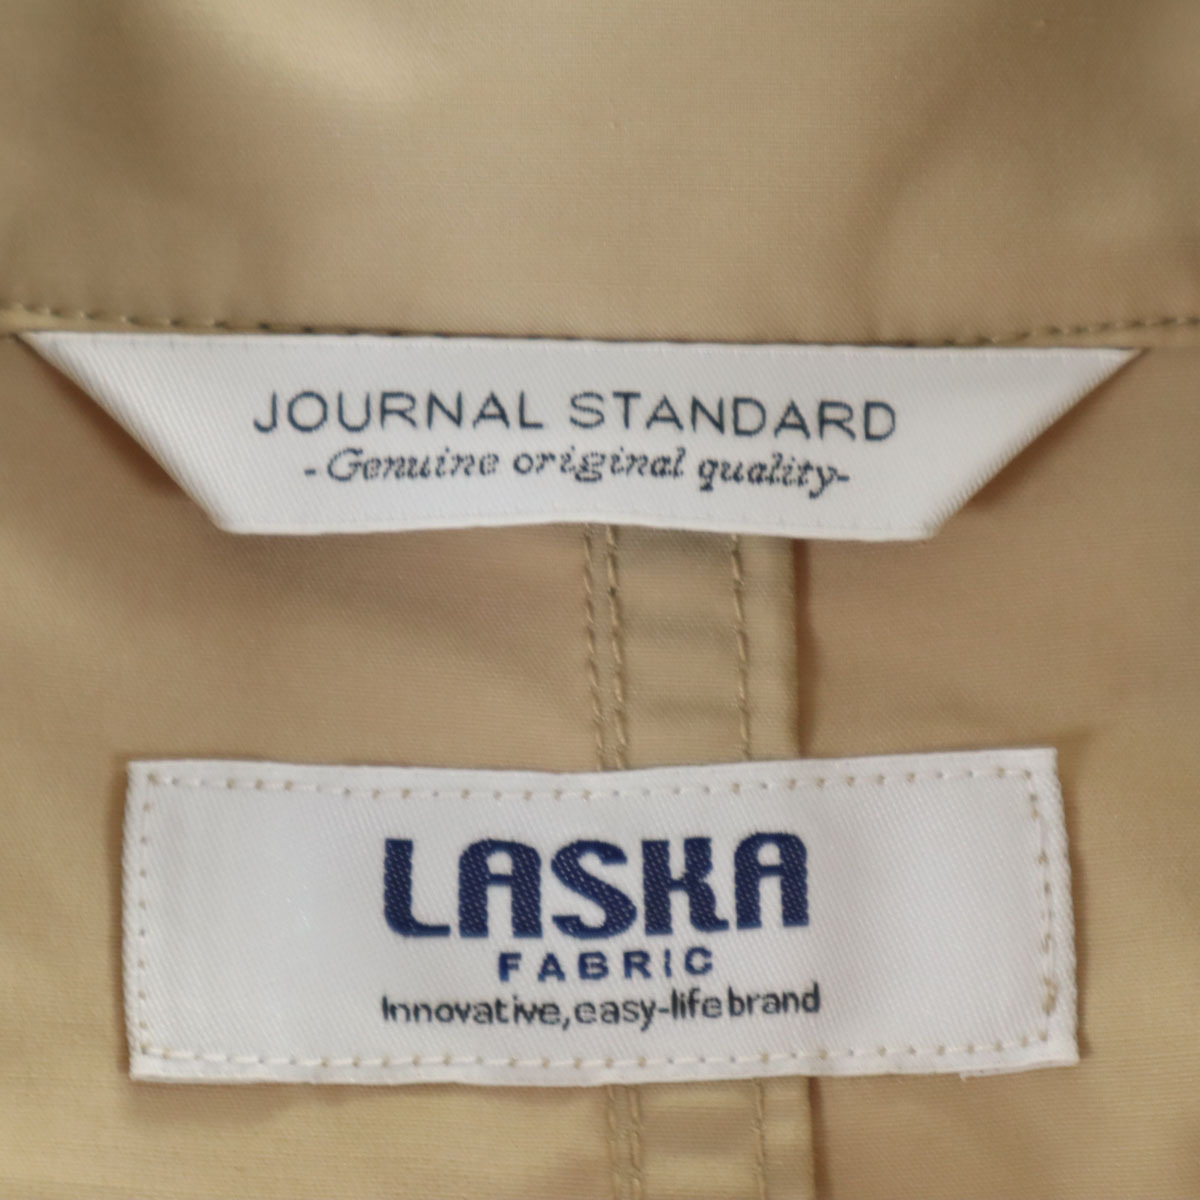 JOURNAL STANDARD
-Genuine original quality-
LASKA
FABRIC
Innovative, easy-life brand